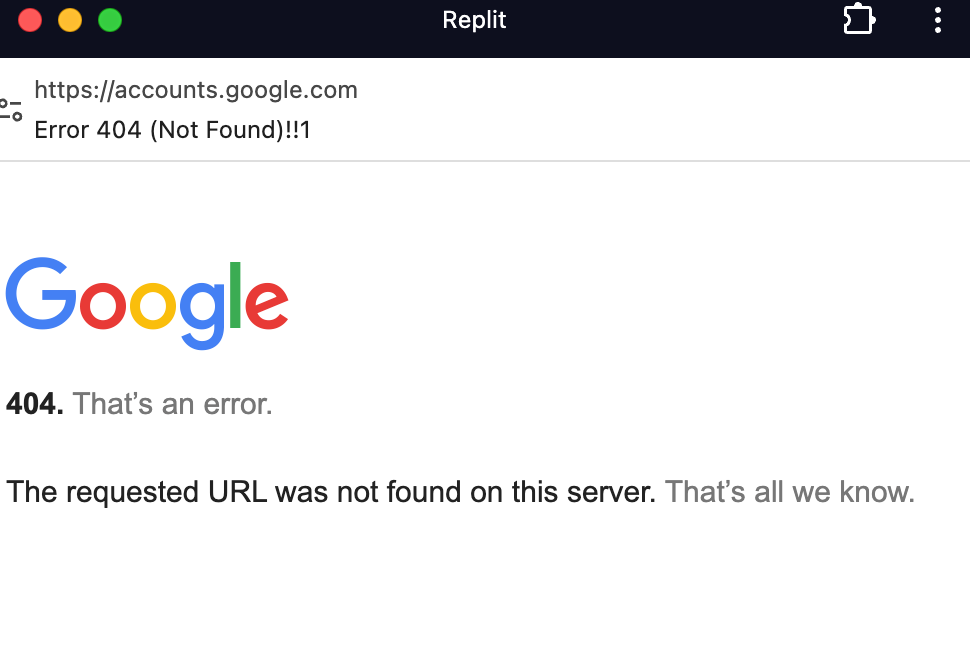 Replit
https://accounts.google.com
Error 404 (Not Found)!!1
Google
404. That’s an error.
The requested URL was not found on this server. That’s all we know.